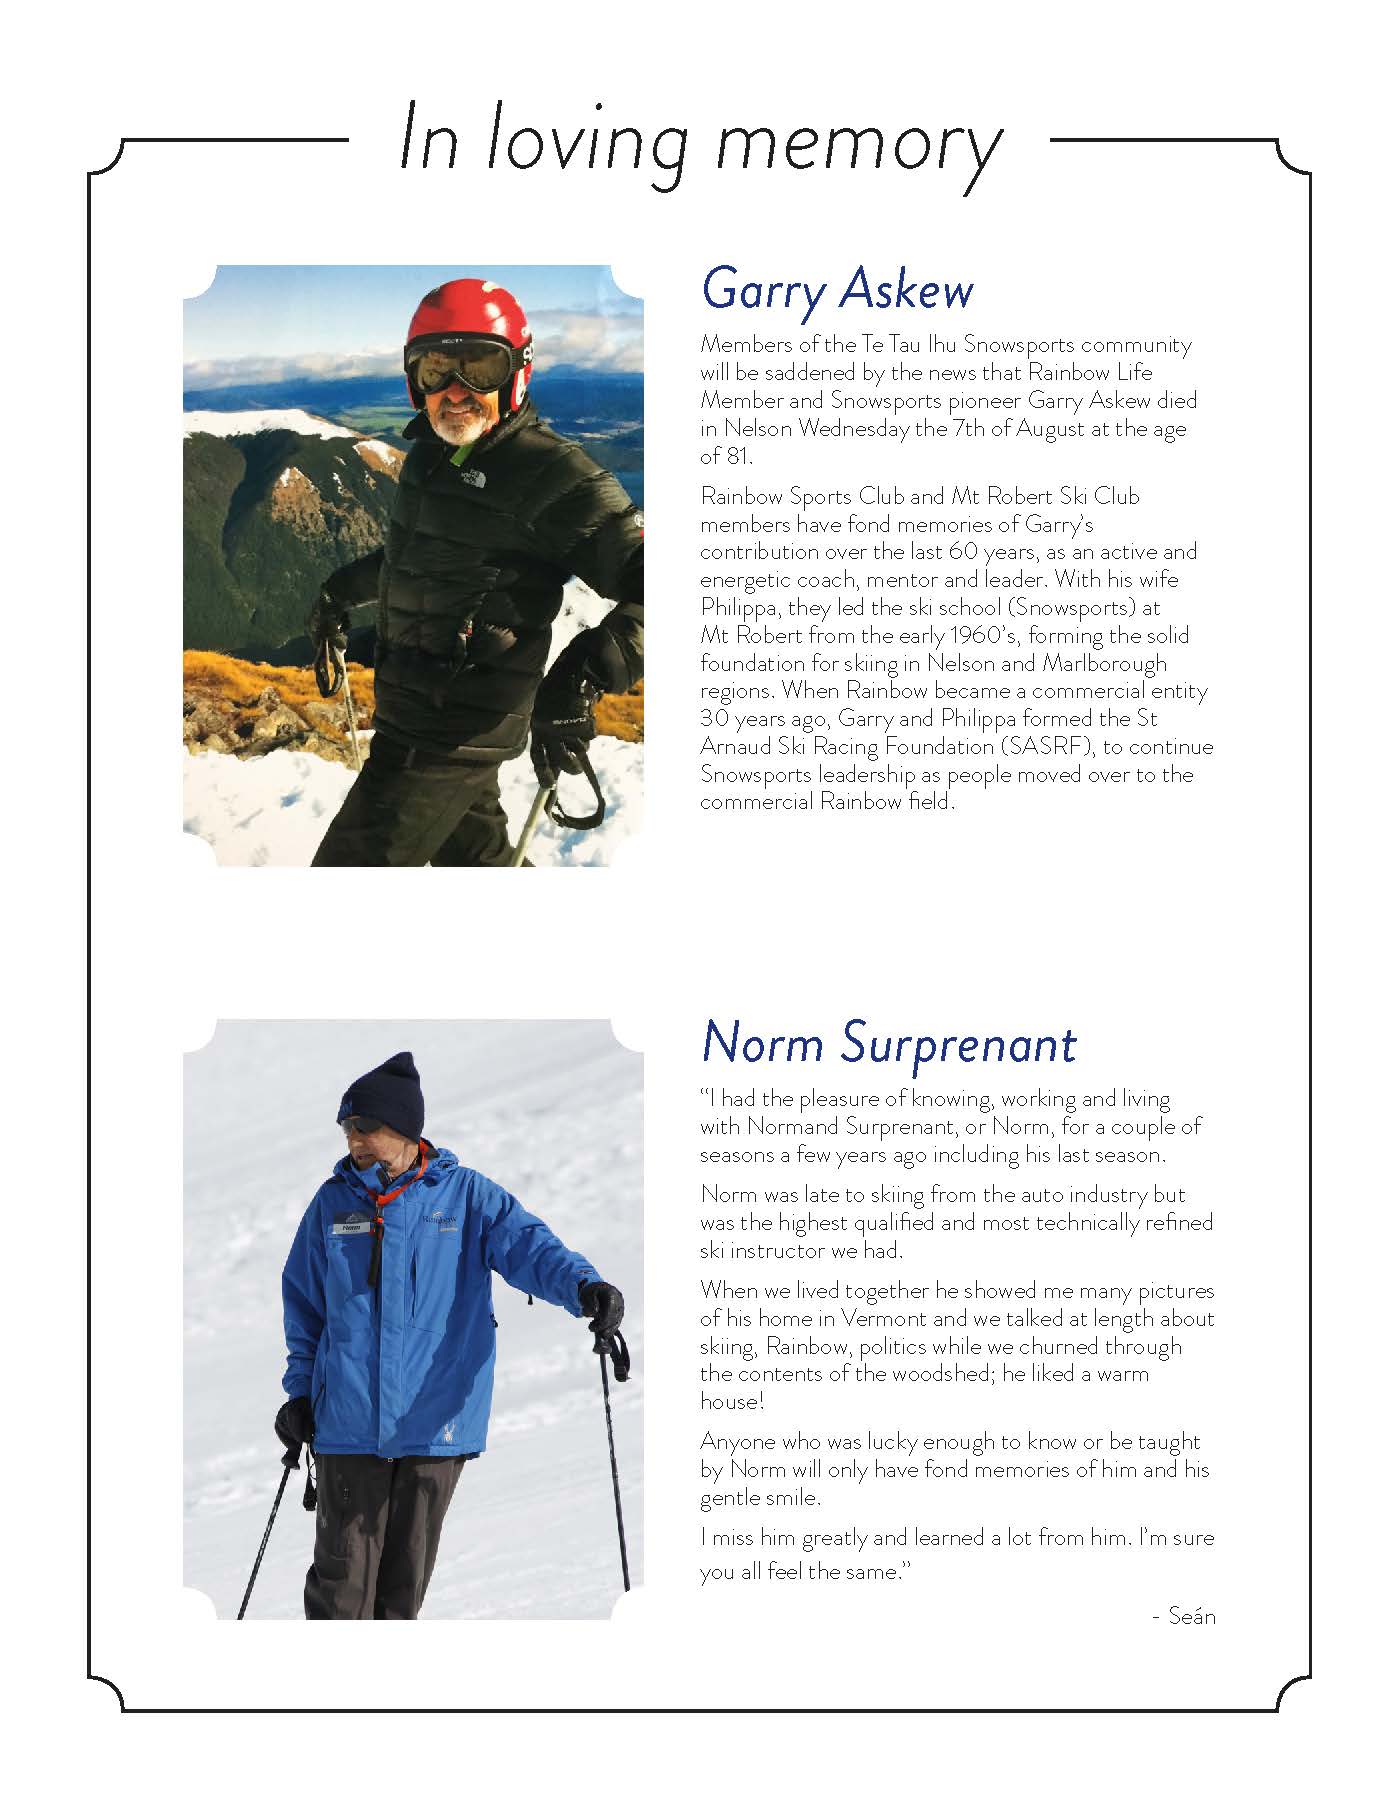 In loving memory
Garry Askew
Members of the Te Tau Ihu Snowsports community
will be saddened by the news that Rainbow Life
Member and Snowsports pioneer Garry Askew died
in Nelson Wednesday the 7th of August at the age
of 81.
Rainbow Sports Club and Mt Robert Ski Club
members have fond memories of Garry's
contribution over the last 60 years, as an active and
energetic coach, mentor and leader. With his wife
Philippa, they led the ski school (Snowsports) at
Mt Robert from the early 1960's, forming the solid
foundation for skiing in Nelson and Marlborough
regions. When Rainbow became a commercial entity
30 years ago, Garry and Philippa formed the St
Arnaud Ski Racing Foundation (SASRF), to continue
Snowsports leadership as people moved over to the
commercial Rainbow field.
Norm Surprenant
“I had the pleasure of knowing, working and living
with Normand Surprenant, or Norm, for a couple of
seasons a few years ago including his last season.
Norm was late to skiing from the auto industry but
was the highest qualified and most technically refined
ski instructor we had.
When we lived together he showed me many pictures
of his home in Vermont and we talked at length about
skiing, Rainbow, politics while we churned through
the contents of the woodshed; he liked a warm
house!
Anyone who was lucky enough to know or be taught
by Norm will only have fond memories of him and his
gentle smile.
I miss him greatly and learned a lot from him. I'm sure
you all feel the same.”
- Seán
Norm
Rainbow